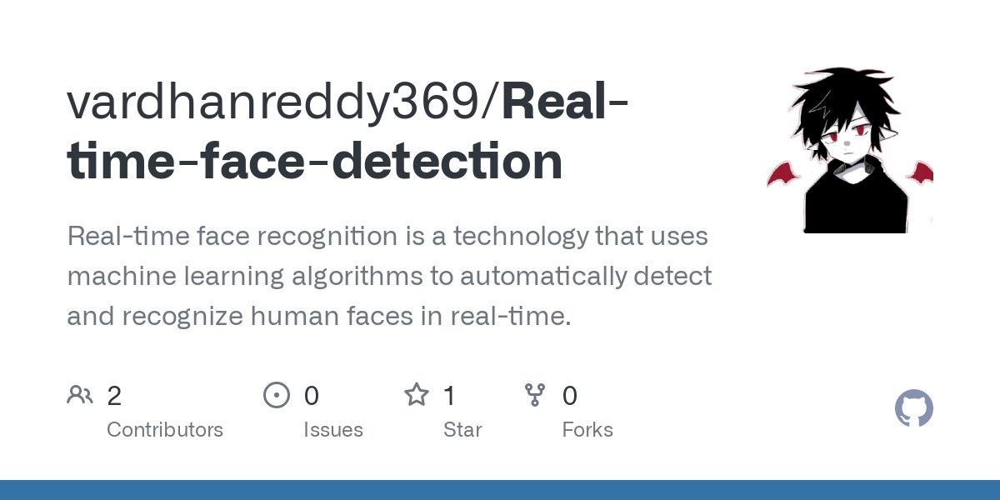 vardhanreddy369/Real-
time-face-detection
Real-time face recognition is a technology that uses
machine learning algorithms to automatically detect
and recognize human faces in real-time.
2 0 1 0
Contributors Issues Star Forks